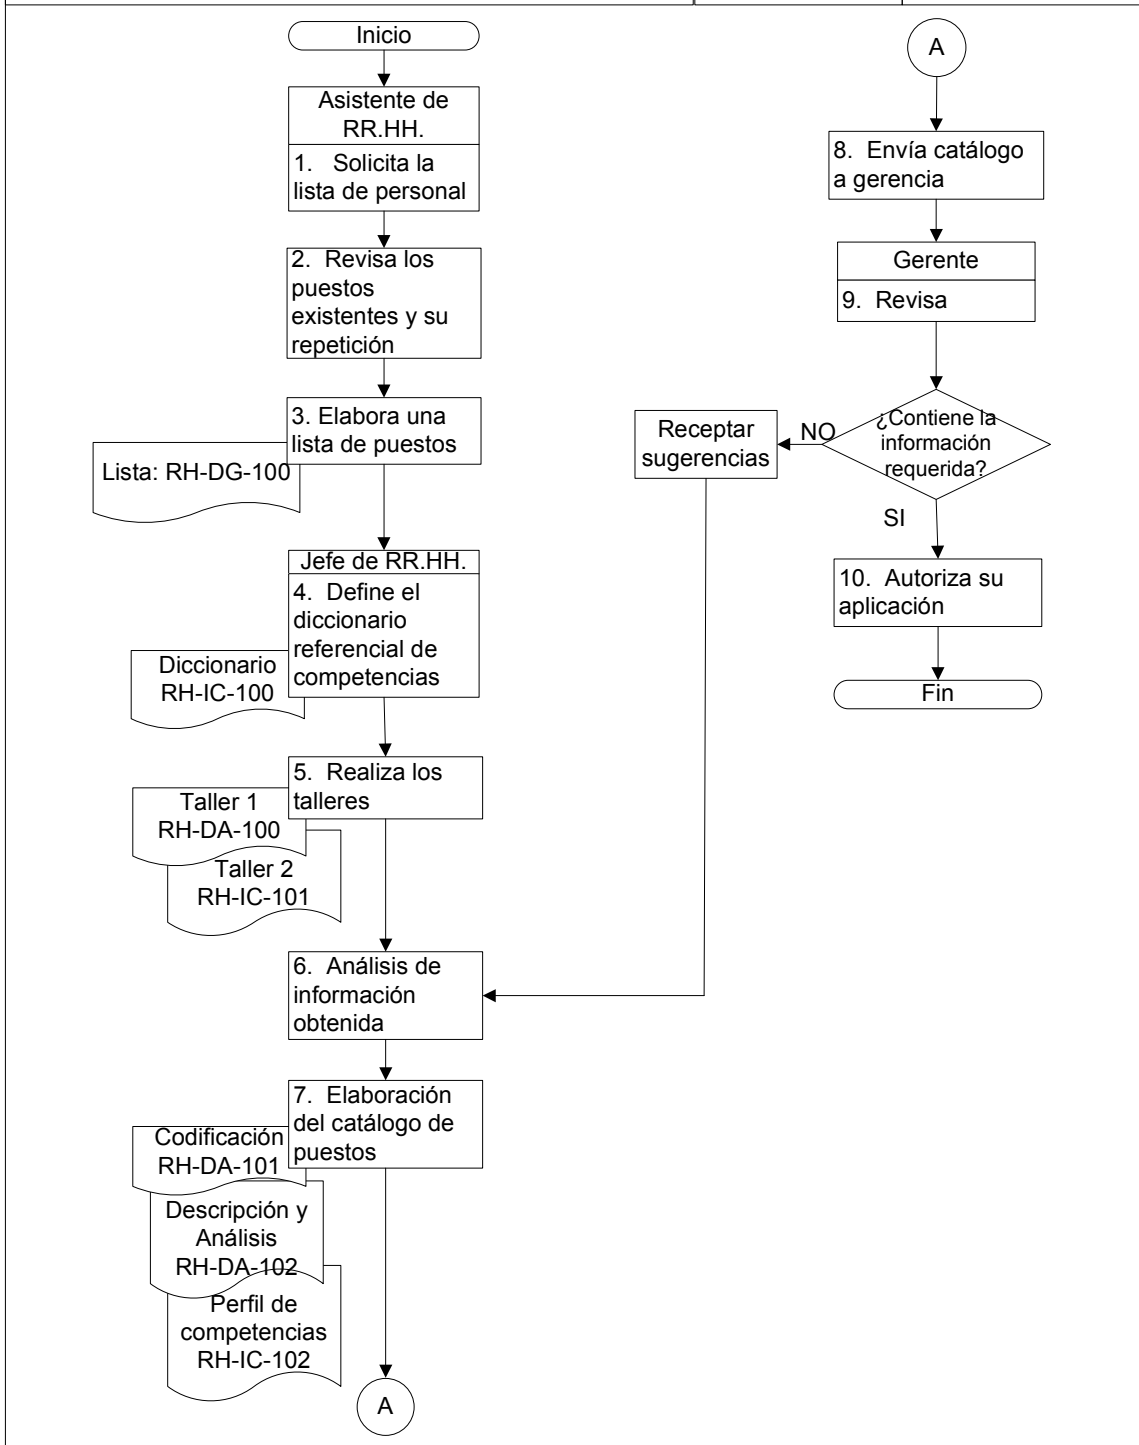 Inicio
Asistente de
RR.HH.
1. Solicita la
lista de personal
2. Revisa los
puestos
existentes y su
repetición
3. Elabora una
lista de puestos
Lista: RH-DG-100
Jefe de RR.HH.
4. Define el
diccionario
referencial de
competencias
Diccionario
RH-IC-100
5. Realiza los
talleres
Taller 1
RH-DA-100
Taller 2
RH-IC-101
6. Análisis de
información
obtenida
7. Elaboración
del catálogo de
puestos
Codificación
RH-DA-101
Descripción y
Análisis
RH-DA-102
Perfil de
competencias
RH-IC-102
A
A
8. Envía catálogo
a gerencia
Gerente
9. Revisa
¿Contiene la
información
requerida?
NO
Receptar
sugerencias
SI
10. Autoriza su
aplicación
Fin